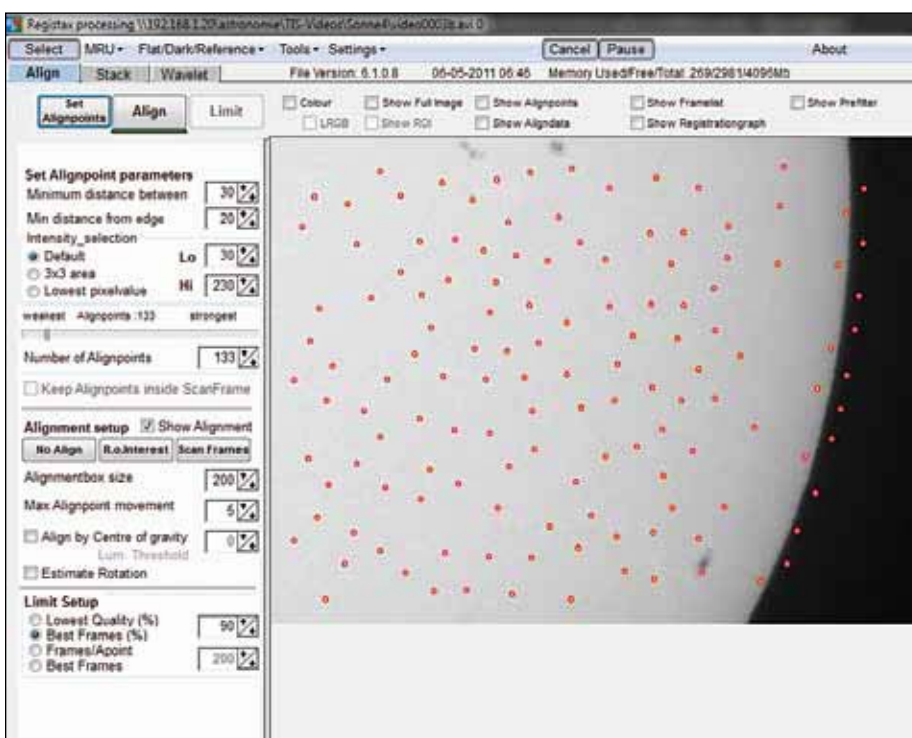 Registax processing \\192.168.1.20\astronomie\TIS-Videos\Sonne4\video0003b.avi 0
Select MRU Flat/Dark/Reference Tools Settings Cancel Pause About
Align Stack Wavelet File Version: 6.1.0.8 06-05-2011 06:46 Memory Used/Free/Total: 269/2981/4095Mb
Set Alignpoints Align Limit
Colour Show Full Image Show Alignpoints Show Framelist Show Prefilter
LRGB Show ROI Show Aligndata Show Registrationgraph
Set Alignpoint parameters
Minimum distance between 30
Min distance from edge 20
Intensity_selection
Default Lo 30
3x3 area
Lowest pixelvalue Hi 230
weakest Alignpoints :133 strongest
Number of Alignpoints 133
Keep Alignpoints inside ScanFrame
Alignment setup Show Alignment
No Align R.o.Interest Scan Frames
Alignmentbox size 200
Max Alignpoint movement 5
Align by Centre of gravity 0
Lum. Threshold
Estimate Rotation
Limit Setup
Lowest Quality (%)
Best Frames (%) 90
Frames/Apoint
Best Frames 200